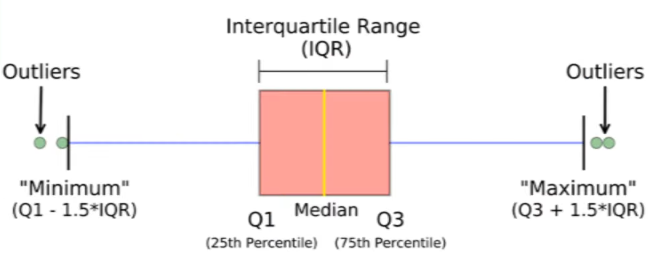 Interquartile Range
(IQR)
Outliers
Outliers
"Minimum"
(Q1 - 1.5*IQR)
"Maximum"
(Q3 + 1.5*IQR)
Q1
Median
Q3
(25th Percentile)
(75th Percentile)